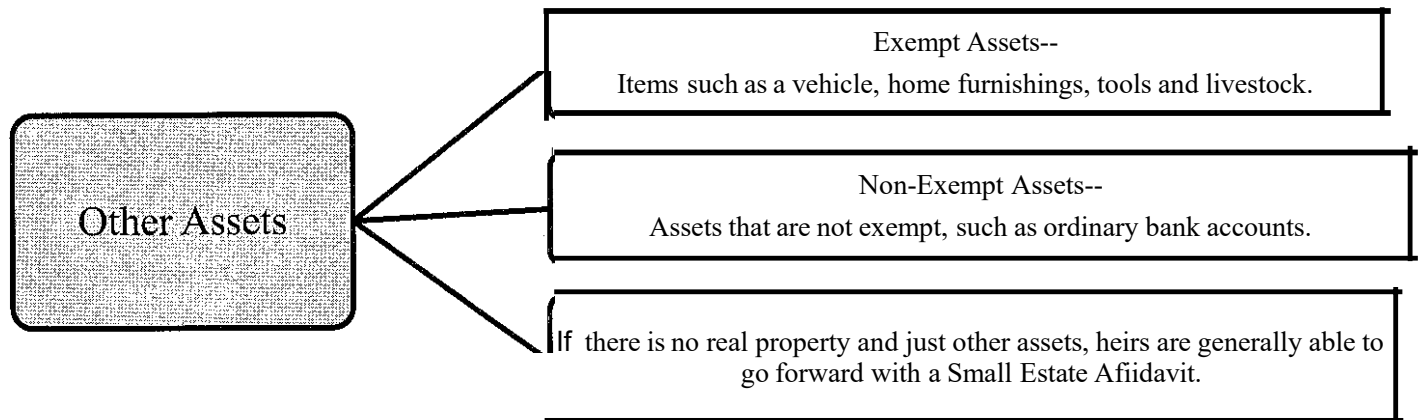 Other Assets
Exempt Assets--
Items such as a vehicle, home furnishings, tools and livestock.
Non-Exempt Assets--
Assets that are not exempt, such as ordinary bank accounts.
If there is no real property and just other assets, heirs are generally able to
go forward with a Small Estate Afiidavit.